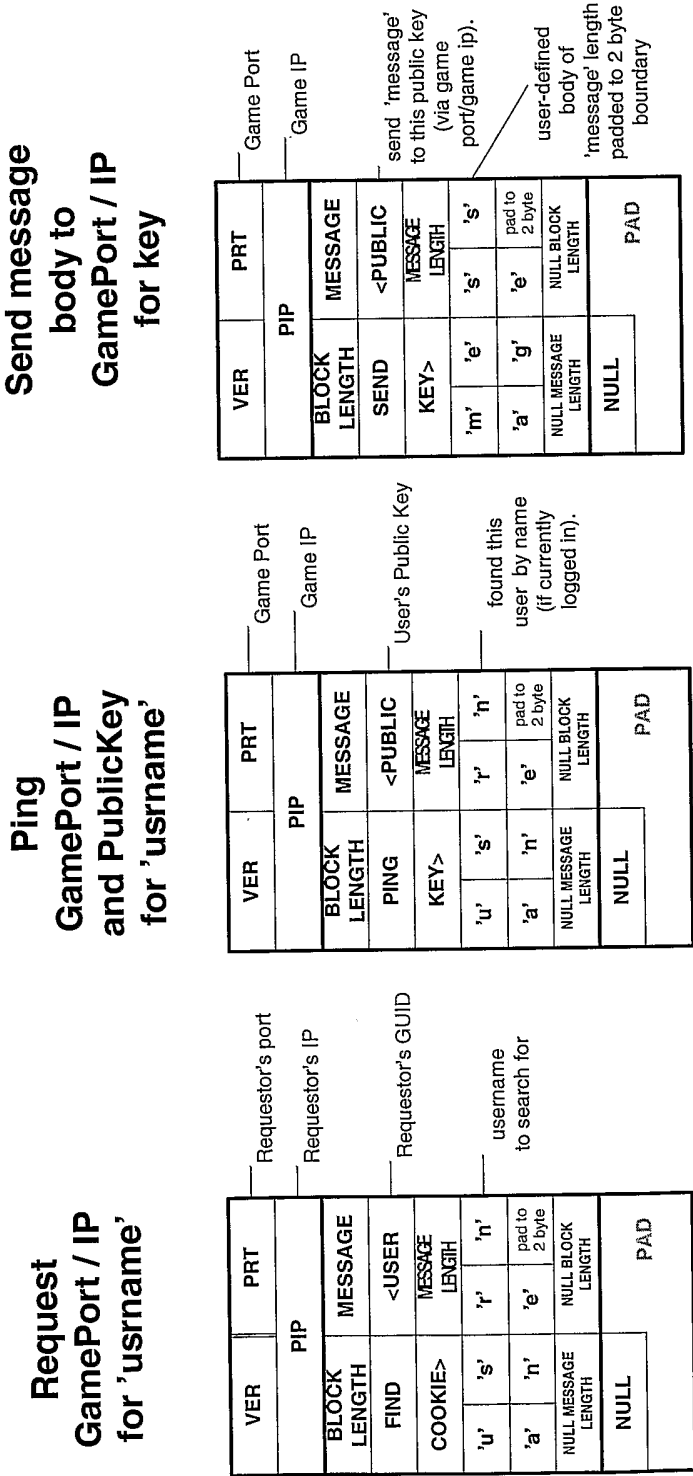 Request
GamePort / IP
for 'usrname'
VER PRT
PIP
BLOCK LENGTH MESSAGE
FIND <USER
COOKIE> MESSAGE LENGTH
'u' 's' 'r' 'n'
'a' 'n' 'e' pad to 2 byte
NULL MESSAGE LENGTH NULL BLOCK LENGTH
NULL PAD
Requestor's port
Requestor's IP
Requestor's GUID
username
to search for
Ping
GamePort / IP
and PublicKey
for 'usrname'
VER PRT
PIP
BLOCK LENGTH MESSAGE
PING <PUBLIC
KEY> MESSAGE LENGTH
'u' 's' 'r' 'n'
'a' 'n' 'e' pad to 2 byte
NULL MESSAGE LENGTH NULL BLOCK LENGTH
NULL PAD
Game Port
Game IP
User's Public Key
found this
user by name
(if currently
logged in).
Send message
body to
GamePort / IP
for key
VER PRT
PIP
BLOCK LENGTH MESSAGE
SEND <PUBLIC
KEY> MESSAGE LENGTH
'm' 'e' 's' 's'
'a' 'g' 'e' pad to 2 byte
NULL MESSAGE LENGTH NULL BLOCK LENGTH
NULL PAD
Game Port
Game IP
send 'message'
to this public key
(via game
port/game ip).
user-defined
body of
'message' length
padded to 2 byte
boundary